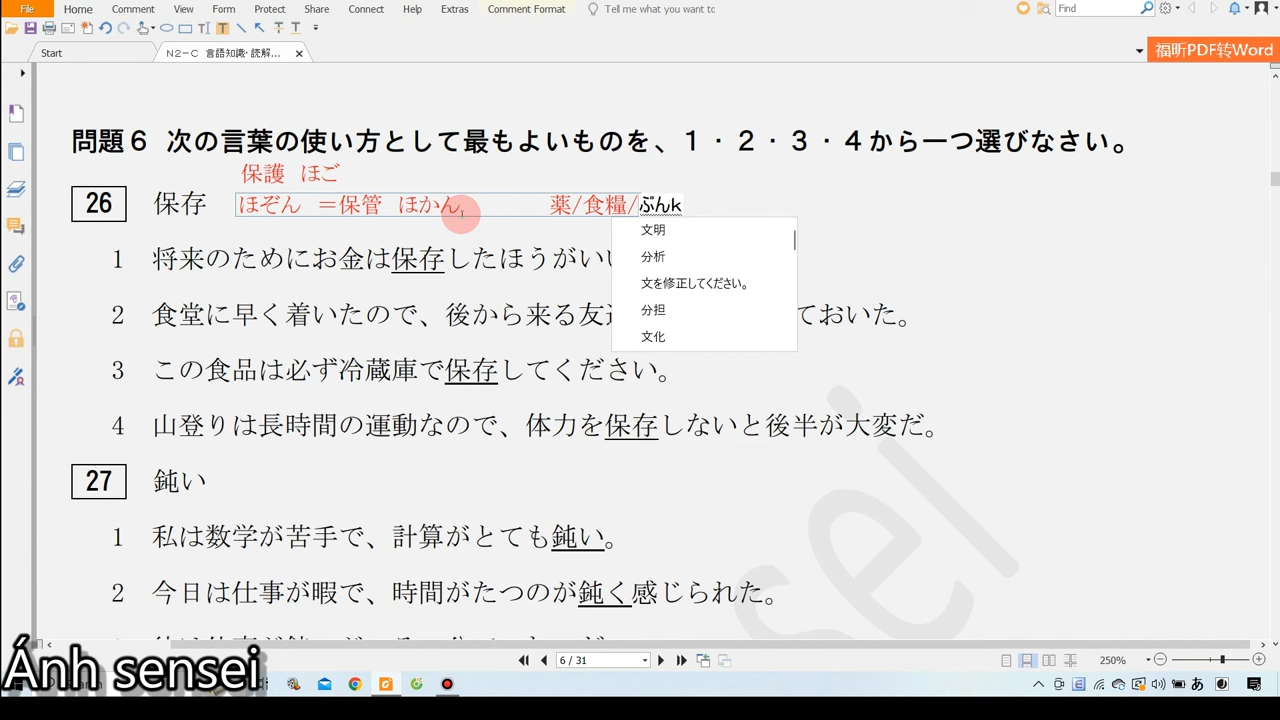 File Home Comment View Form Protect Share Connect Help Extras Comment Format Tell me what you want tc Find
Start N2-C 言語知識・読解... 福昕PDF转Word
問題6 次の言葉の使い方として最もよいものを、1・2・3・4から一つ選びなさい。
保護 ほご
26 保存 ほぞん =保管 ほかん 薬/食糧/ぶんk
文明
分析
文を修正してください。
分担
文化
1 将来のためにお金は保存したほうがいい
2 食堂に早く着いたので、後から来る友 ておいた。
3 この食品は必ず冷蔵庫で保存してください。
4 山登りは長時間の運動なので、体力を保存しないと後半が大変だ。
27 鈍い
1 私は数学が苦手で、計算がとても鈍い。
2 今日は仕事が暇で、時間がたつのが鈍く感じられた。
sei
6 / 31 250%
Ánh sensei
あ